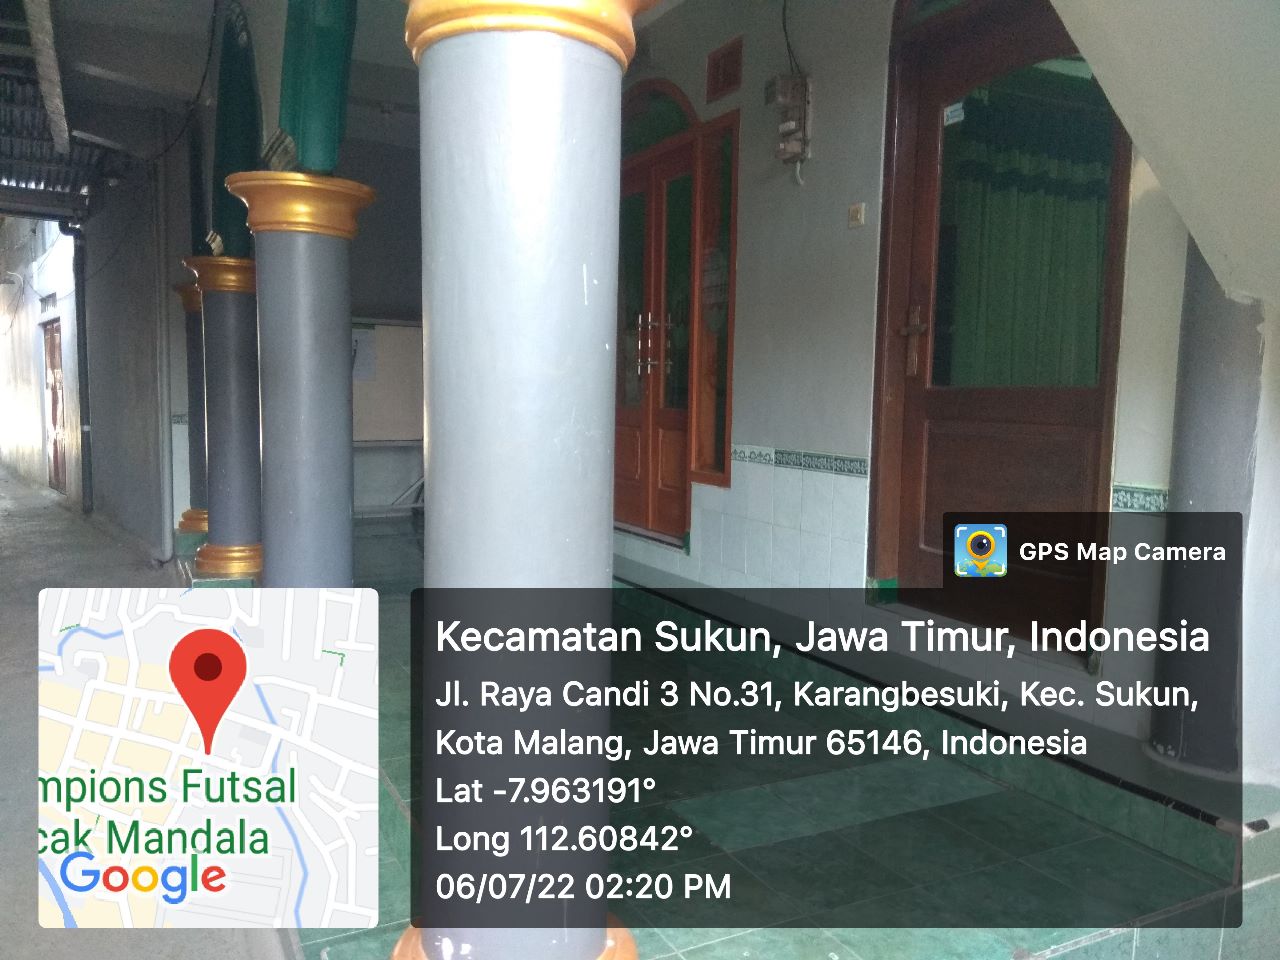 GPS Map Camera
Kecamatan Sukun, Jawa Timur, Indonesia
Jl. Raya Candi 3 No.31, Karangbesuki, Kec. Sukun,
Kota Malang, Jawa Timur 65146, Indonesia
Lat -7.963191°
Long 112.60842°
06/07/22 02:20 PM
mpions Futsal
cak Mandala
Google